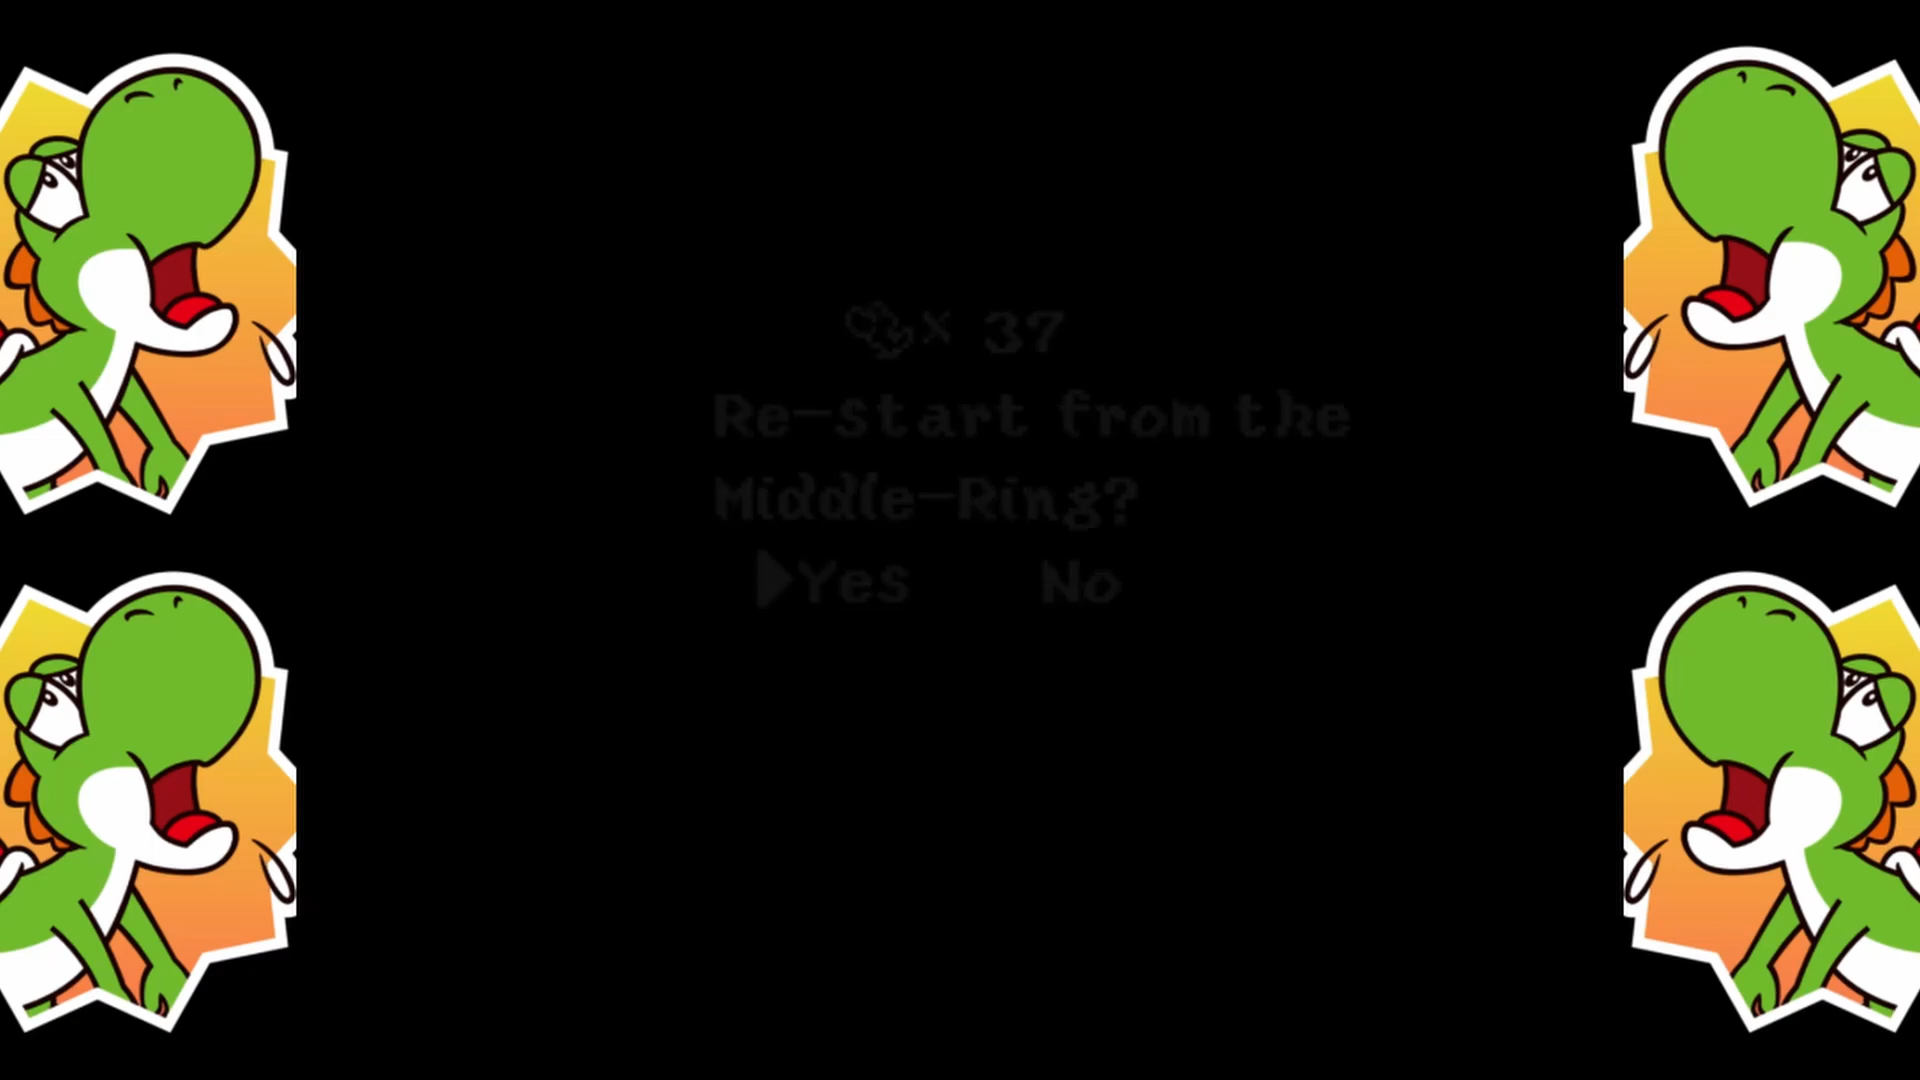 × 37
Re-Start from the
Middle-Ring?
▶Yes No